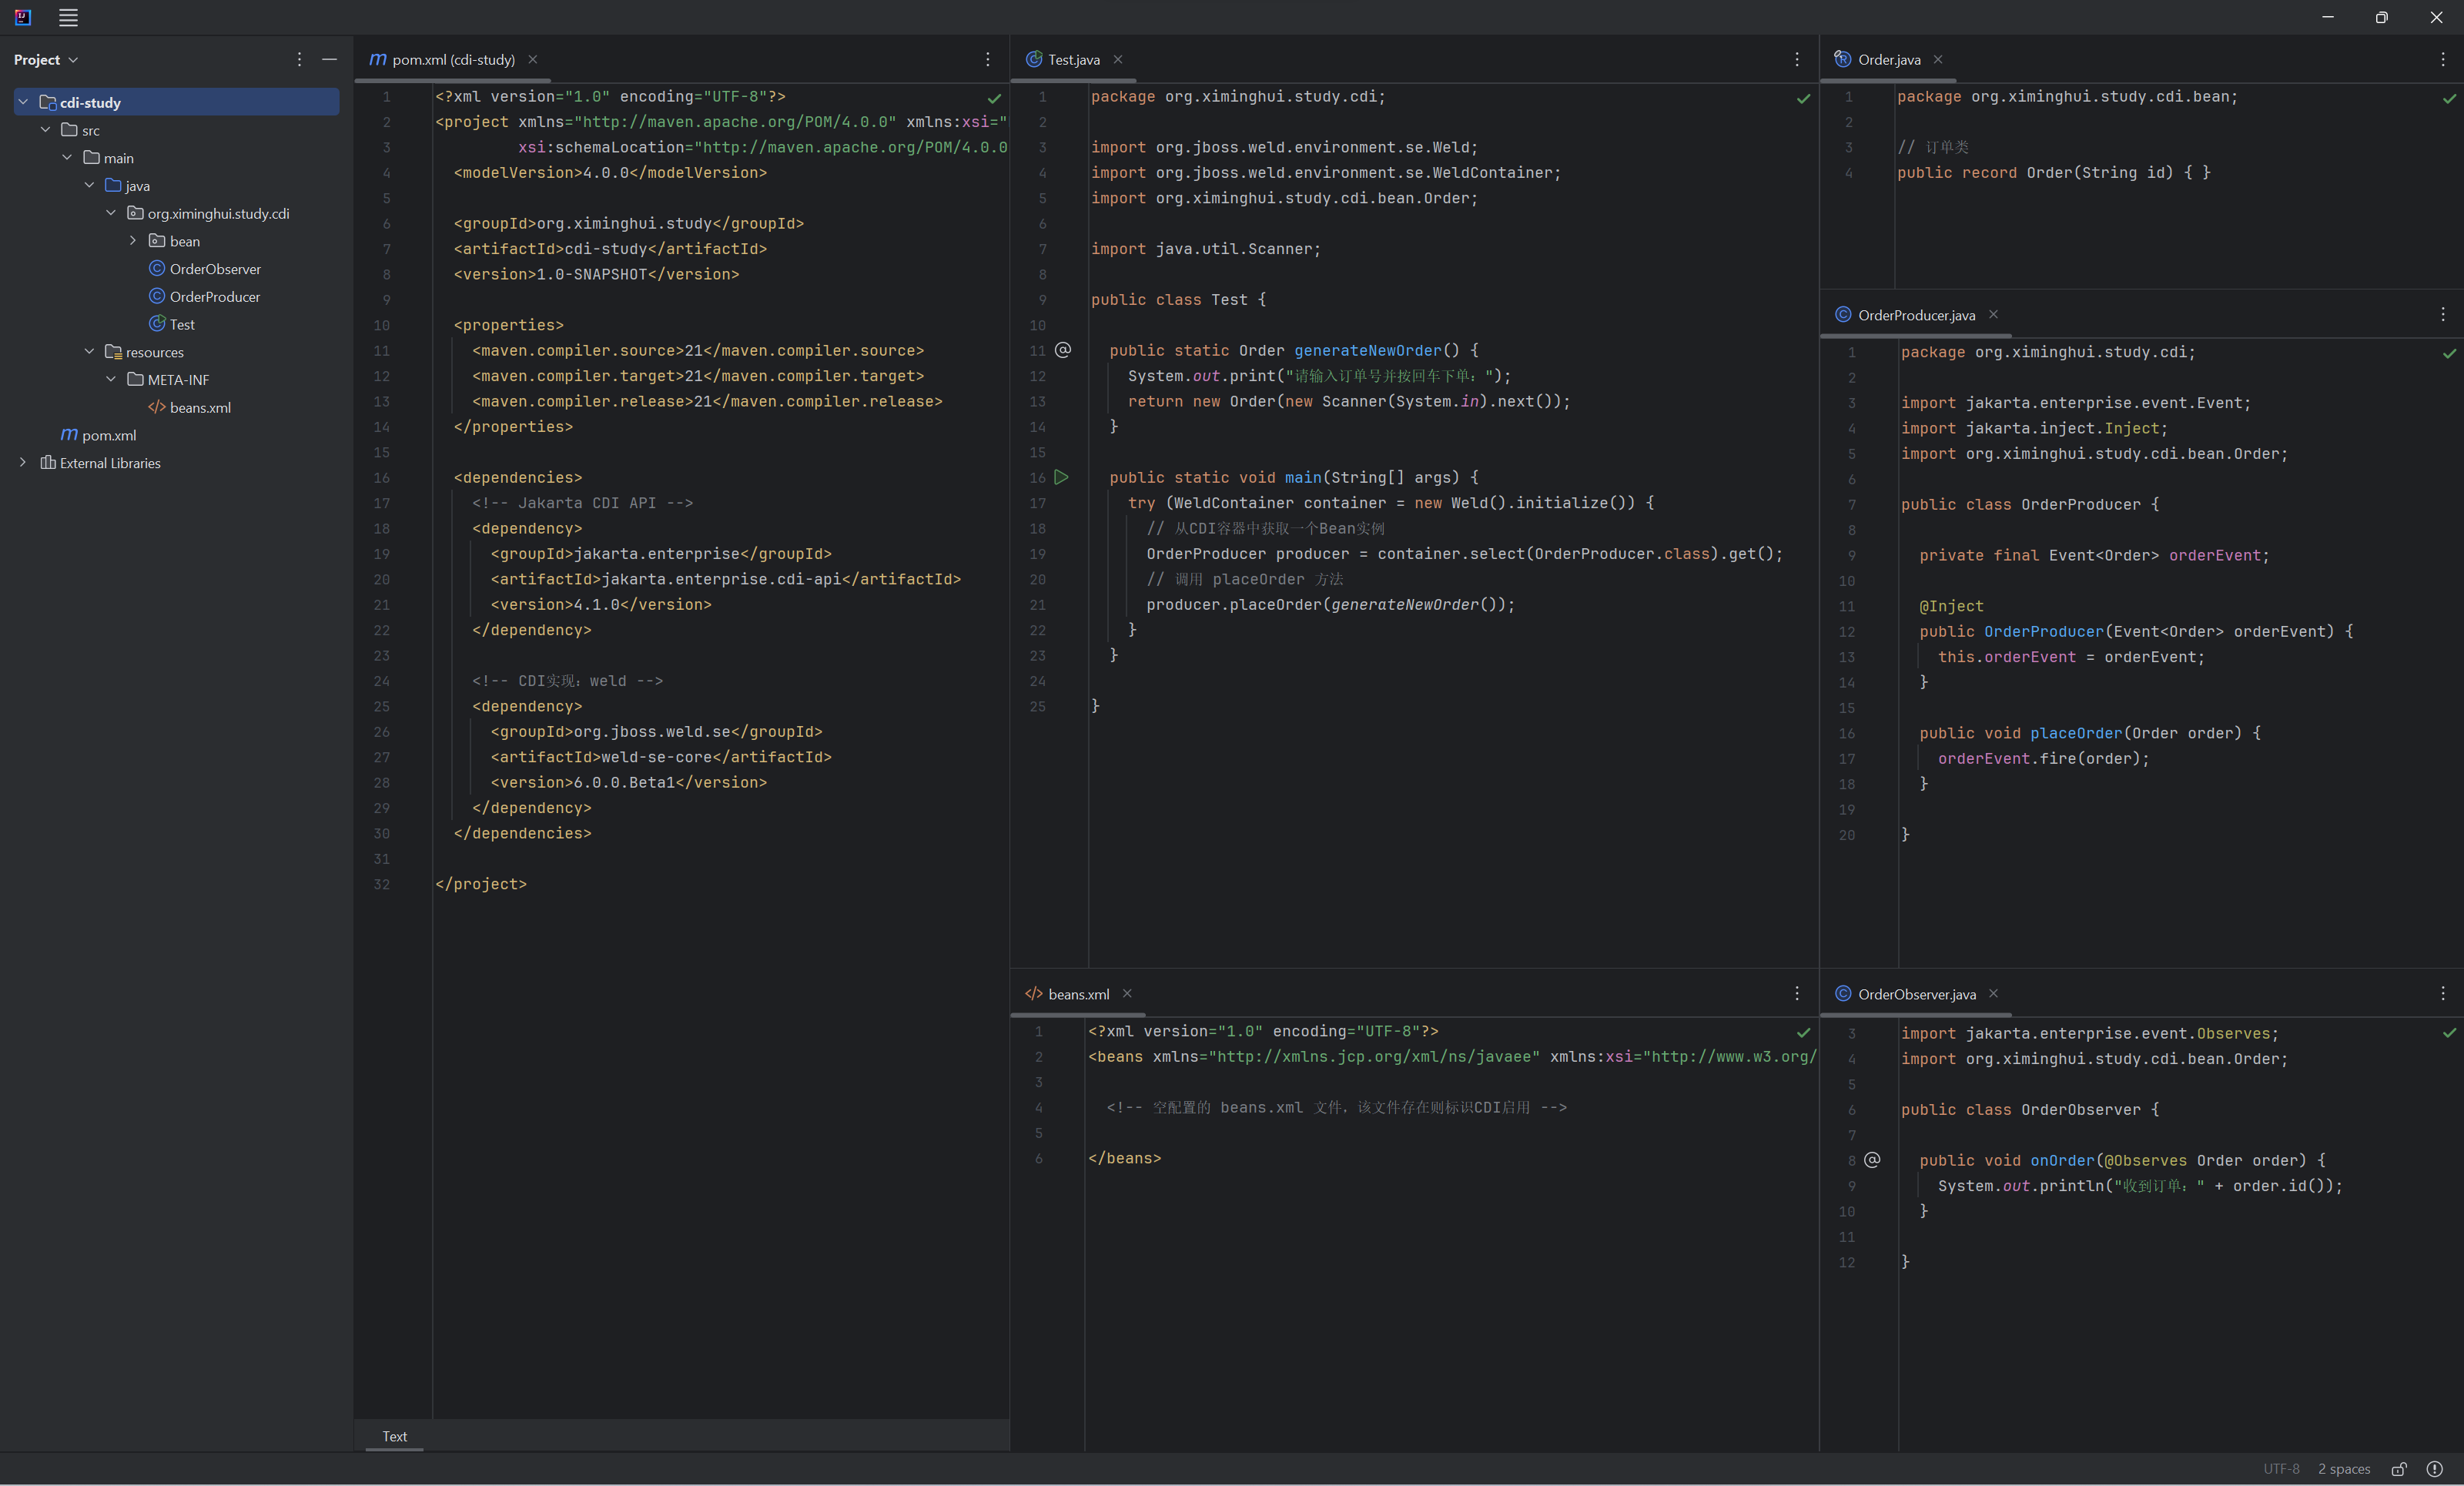 Project
cdi-study
src
main
java
org.ximinghui.study.cdi
bean
OrderObserver
OrderProducer
Test
resources
META-INF
beans.xml
pom.xml
External Libraries
pom.xml (cdi-study)
1 <?xml version="1.0" encoding="UTF-8"?>
2 <project xmlns="http://maven.apache.org/POM/4.0.0" xmlns:xsi="
3 xsi:schemaLocation="http://maven.apache.org/POM/4.0.0
4 <modelVersion>4.0.0</modelVersion>
5
6 <groupId>org.ximinghui.study</groupId>
7 <artifactId>cdi-study</artifactId>
8 <version>1.0-SNAPSHOT</version>
9
10 <properties>
11 <maven.compiler.source>21</maven.compiler.source>
12 <maven.compiler.target>21</maven.compiler.target>
13 <maven.compiler.release>21</maven.compiler.release>
14 </properties>
15
16 <dependencies>
17 <!-- Jakarta CDI API -->
18 <dependency>
19 <groupId>jakarta.enterprise</groupId>
20 <artifactId>jakarta.enterprise.cdi-api</artifactId>
21 <version>4.1.0</version>
22 </dependency>
23
24 <!-- CDI实现：weld -->
25 <dependency>
26 <groupId>org.jboss.weld.se</groupId>
27 <artifactId>weld-se-core</artifactId>
28 <version>6.0.0.Beta1</version>
29 </dependency>
30 </dependencies>
31
32 </project>
Text
Test.java
1 package org.ximinghui.study.cdi;
2
3 import org.jboss.weld.environment.se.Weld;
4 import org.jboss.weld.environment.se.WeldContainer;
5 import org.ximinghui.study.cdi.bean.Order;
6
7 import java.util.Scanner;
8
9 public class Test {
10
11 public static Order generateNewOrder() {
12 System.out.print("请输入订单号并按回车下单：");
13 return new Order(new Scanner(System.in).next());
14 }
15
16 public static void main(String[] args) {
17 try (WeldContainer container = new Weld().initialize()) {
18 // 从CDI容器中获取一个Bean实例
19 OrderProducer producer = container.select(OrderProducer.class).get();
20 // 调用 placeOrder 方法
21 producer.placeOrder(generateNewOrder());
22 }
23 }
24
25 }
beans.xml
1 <?xml version="1.0" encoding="UTF-8"?>
2 <beans xmlns="http://xmlns.jcp.org/xml/ns/javaee" xmlns:xsi="http://www.w3.org/
3
4 <!-- 空配置的 beans.xml 文件，该文件存在则标识CDI启用 -->
5
6 </beans>
Order.java
1 package org.ximinghui.study.cdi.bean;
2
3 // 订单类
4 public record Order(String id) { }
OrderProducer.java
1 package org.ximinghui.study.cdi;
2
3 import jakarta.enterprise.event.Event;
4 import jakarta.inject.Inject;
5 import org.ximinghui.study.cdi.bean.Order;
6
7 public class OrderProducer {
8
9 private final Event<Order> orderEvent;
10
11 @Inject
12 public OrderProducer(Event<Order> orderEvent) {
13 this.orderEvent = orderEvent;
14 }
15
16 public void placeOrder(Order order) {
17 orderEvent.fire(order);
18 }
19
20 }
OrderObserver.java
3 import jakarta.enterprise.event.Observes;
4 import org.ximinghui.study.cdi.bean.Order;
5
6 public class OrderObserver {
7
8 public void onOrder(@Observes Order order) {
9 System.out.println("收到订单：" + order.id());
10 }
11
12 }
UTF-8 2 spaces